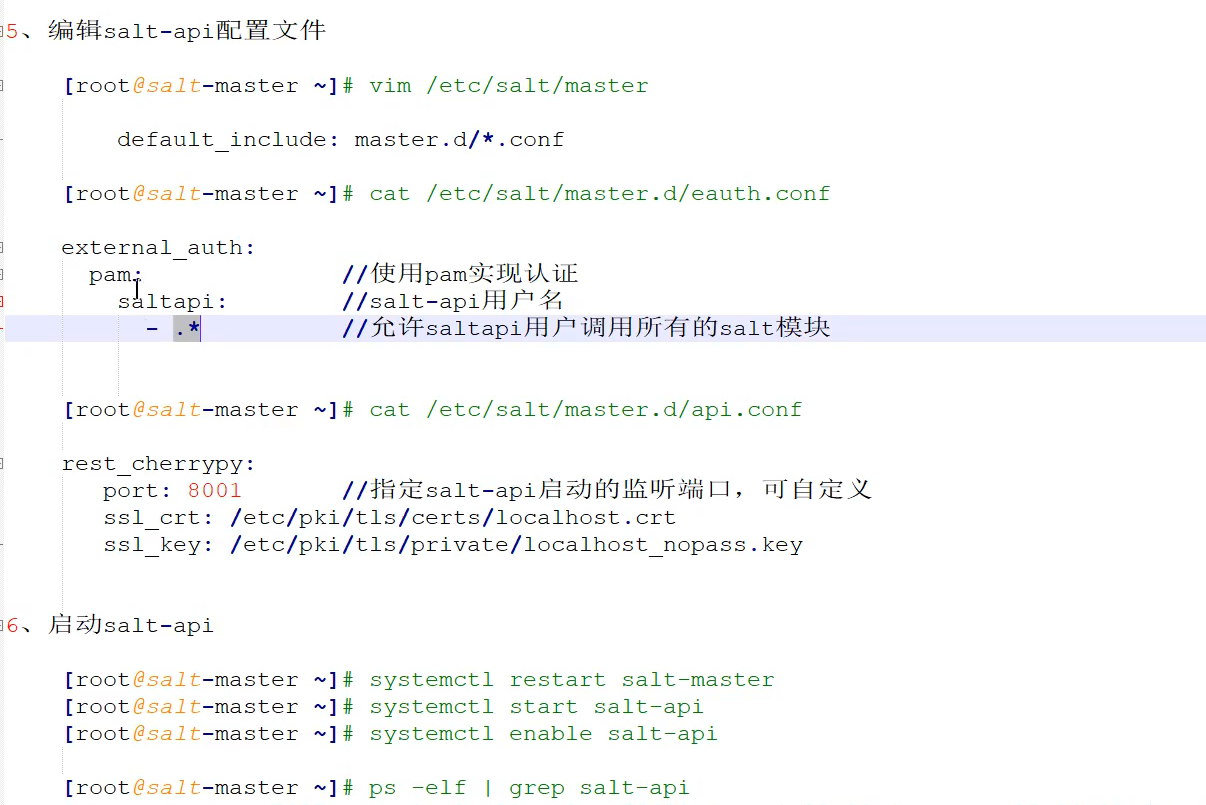 5、编辑salt-api配置文件
[root@salt-master ~]# vim /etc/salt/master
default_include: master.d/*.conf
[root@salt-master ~]# cat /etc/salt/master.d/eauth.conf
external_auth:
pam: //使用pam实现认证
saltapi: //salt-api用户名
- .* //允许saltapi用户调用所有的salt模块
[root@salt-master ~]# cat /etc/salt/master.d/api.conf
rest_cherrypy:
port: 8001 //指定salt-api启动的监听端口，可自定义
ssl_crt: /etc/pki/tls/certs/localhost.crt
ssl_key: /etc/pki/tls/private/localhost_nopass.key
6、启动salt-api
[root@salt-master ~]# systemctl restart salt-master
[root@salt-master ~]# systemctl start salt-api
[root@salt-master ~]# systemctl enable salt-api
[root@salt-master ~]# ps -elf | grep salt-api